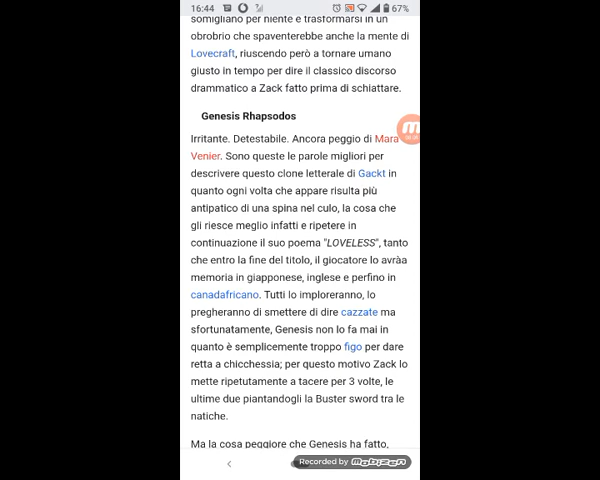 16:44
67%
somigliano per niente e trasformarsi in un
obrobrio che spaventerebbe anche la mente di
Lovecraft, riuscendo però a tornare umano
giusto in tempo per dire il classico discorso
drammatico a Zack fatto prima di schiattare.
Genesis Rhapsodos
Irritante. Detestabile. Ancora peggio di Mara
Venier. Sono queste le parole migliori per
descrivere questo clone letterale di Gackt in
quanto ogni volta che appare risulta più
antipatico di una spina nel culo, la cosa che
gli riesce meglio infatti e ripetere in
continuazione il suo poema "LOVELESS", tanto
che entro la fine del titolo, il giocatore lo avràa
memoria in giapponese, inglese e perfino in
canadafricano. Tutti lo imploreranno, lo
pregheranno di smettere di dire cazzate ma
sfortunatamente, Genesis non lo fa mai in
quanto è semplicemente troppo figo per dare
retta a chicchessia; per questo motivo Zack lo
mette ripetutamente a tacere per 3 volte, le
ultime due piantandogli la Buster sword tra le
natiche.
Ma la cosa peggiore che Genesis ha fatto,
Recorded by mobizen